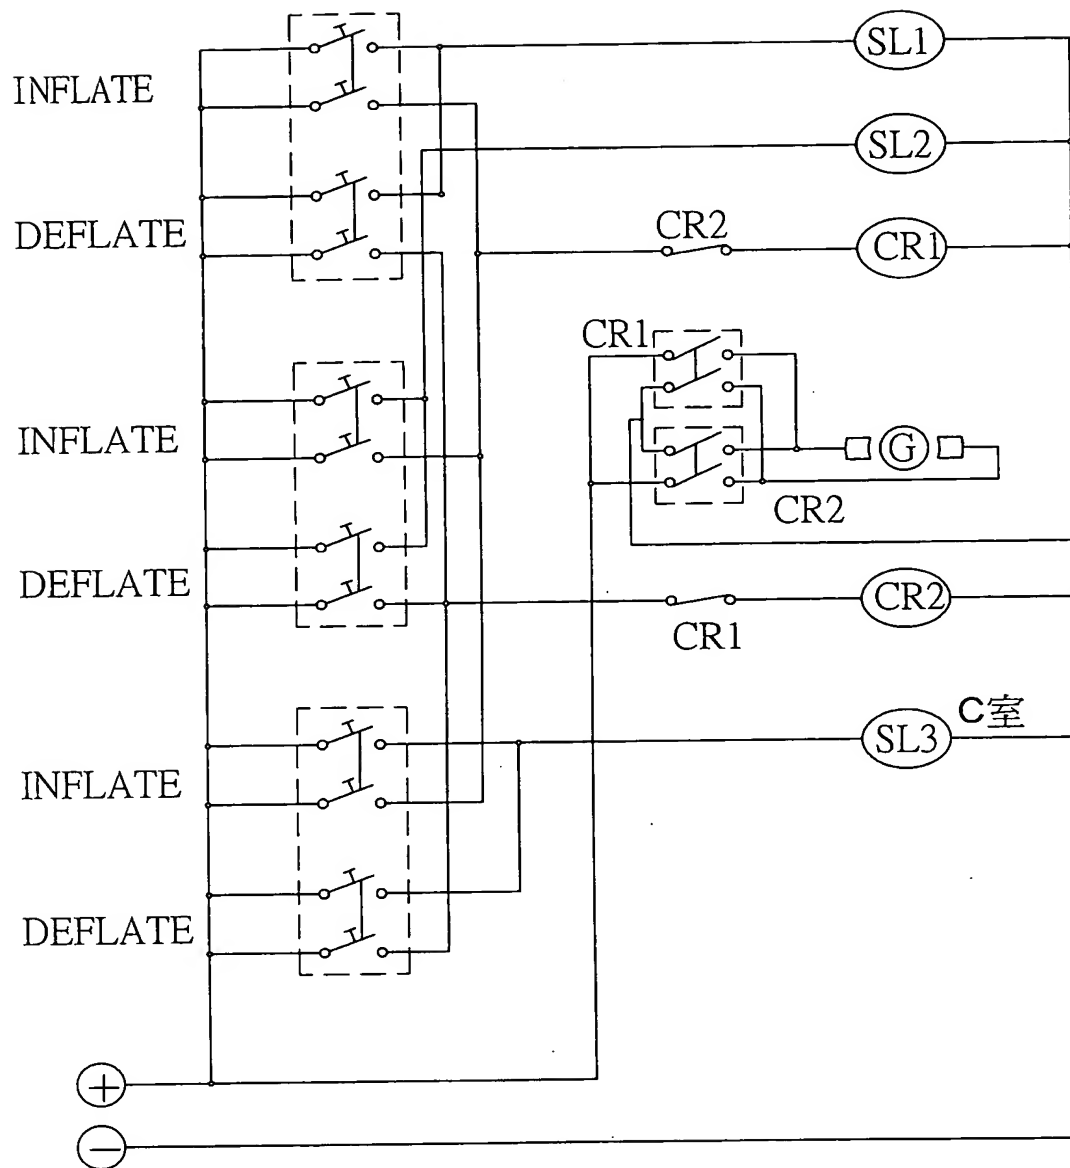 SL1
INFLATE
SL2
DEFLATE
CR2
CR1
CR1
INFLATE
G
CR2
DEFLATE
CR2
CR1
C室
SL3
INFLATE
DEFLATE
+
−